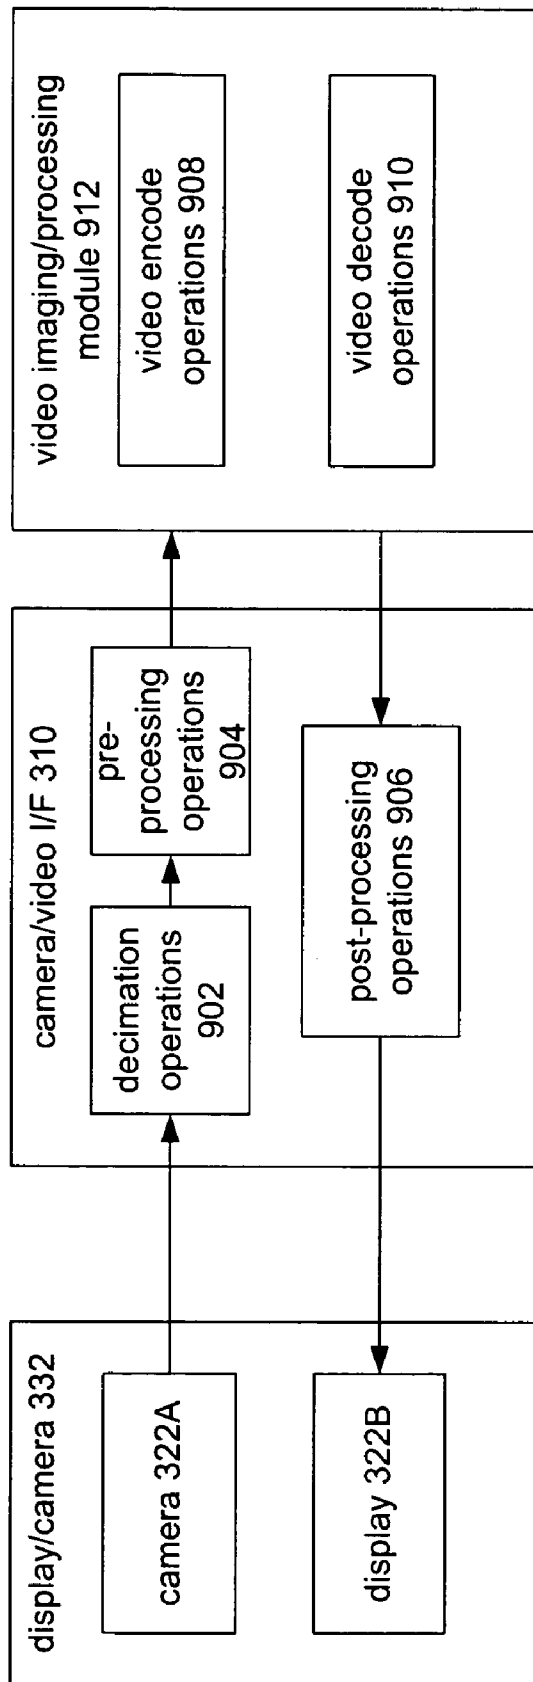 display/camera 332
camera 322A
display 322B
camera/video I/F 310
decimation
operations
902
pre-
processing
operations
904
post-processing
operations 906
video imaging/processing
module 912
video encode
operations 908
video decode
operations 910